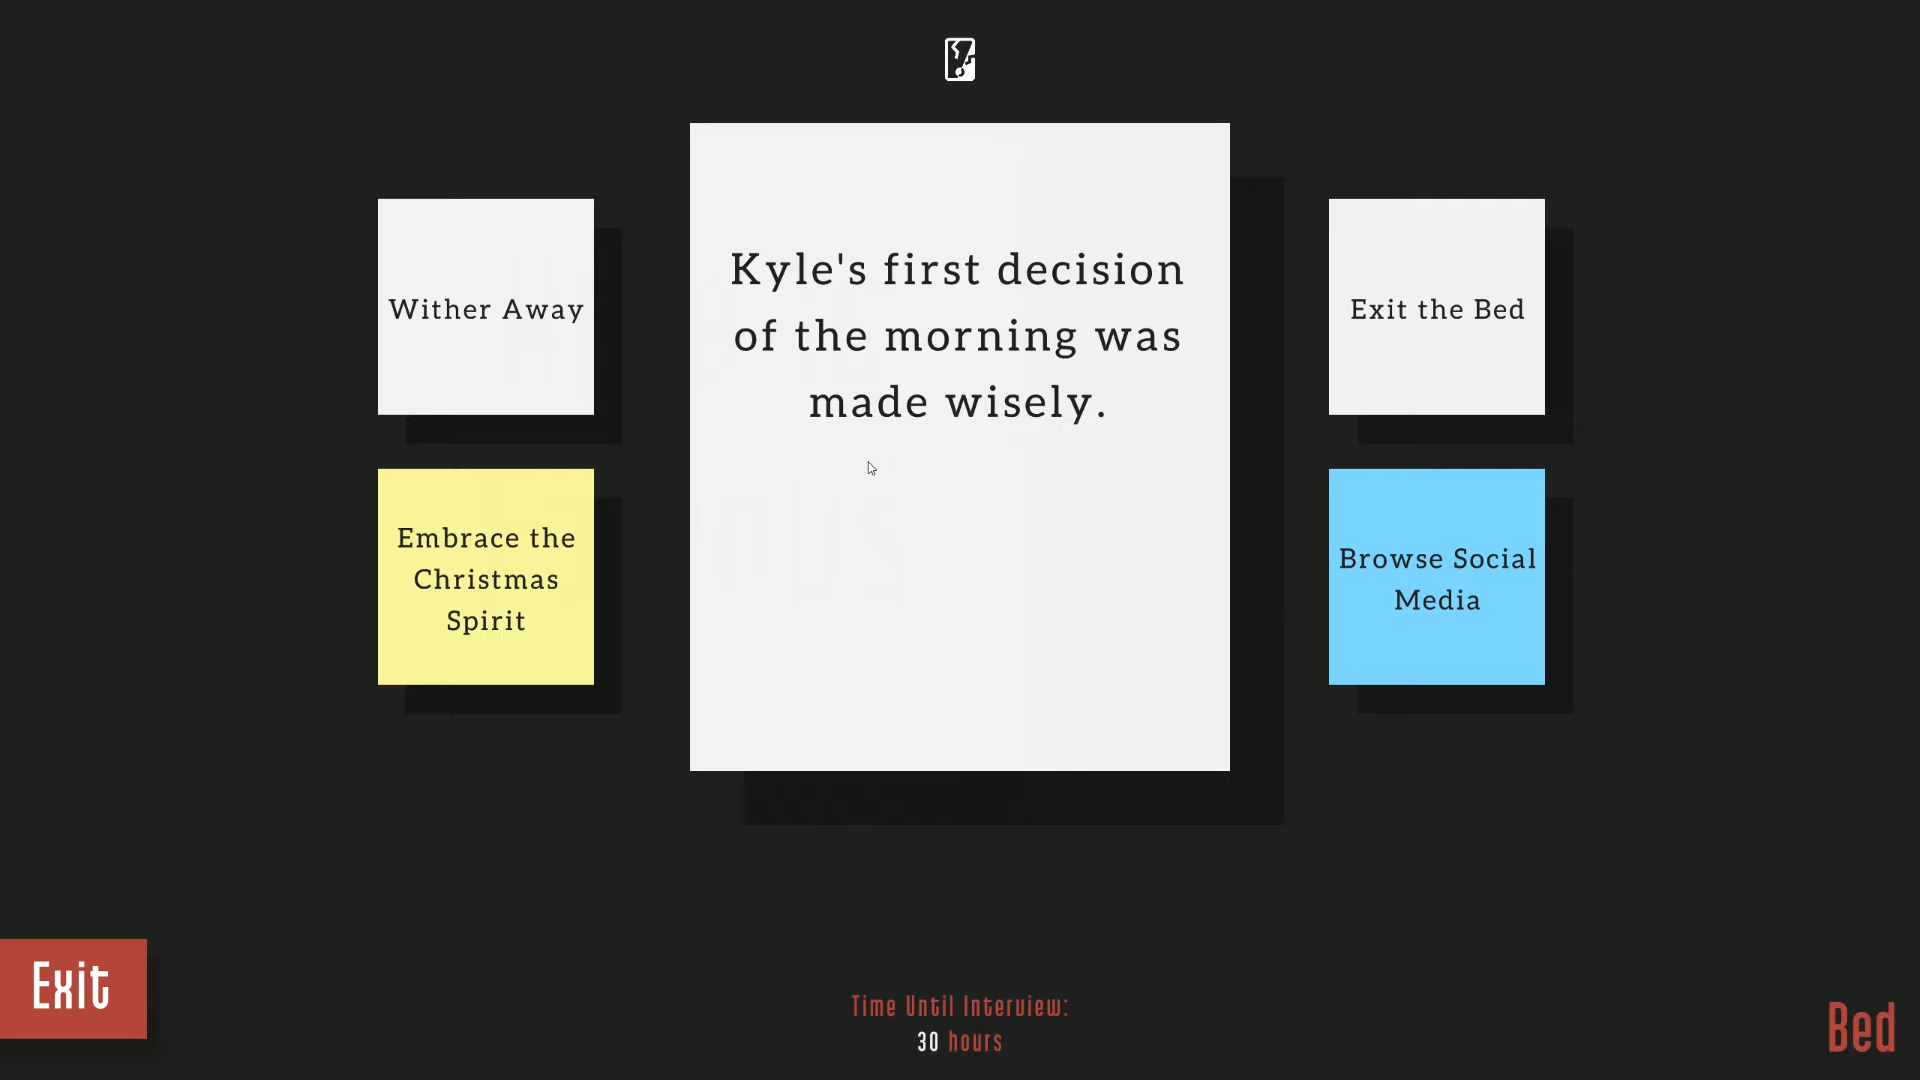 Kyle's first decision
of the morning was
made wisely.
Wither Away
Embrace the
Christmas
Spirit
Exit the Bed
Browse Social
Media
Exit
Time Until Interview:
30 hours
Bed